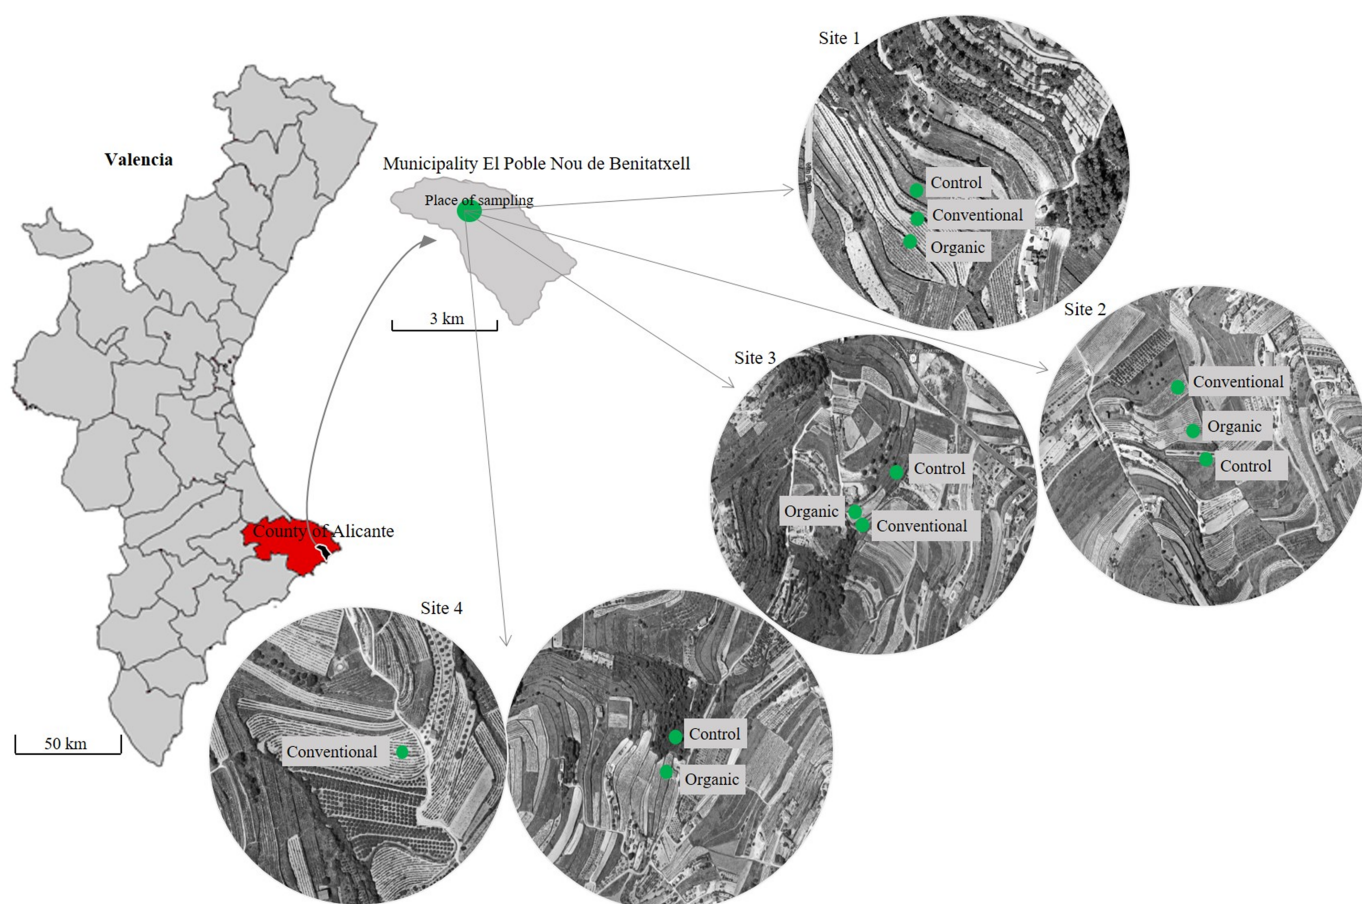 Valencia
Municipality El Poble Nou de Benitatxell
Place of sampling
3 km
County of Alicante
50 km
Site 1
Control
Conventional
Organic
Site 2
Conventional
Organic
Control
Site 3
Control
Organic
Conventional
Site 4
Conventional
Control
Organic